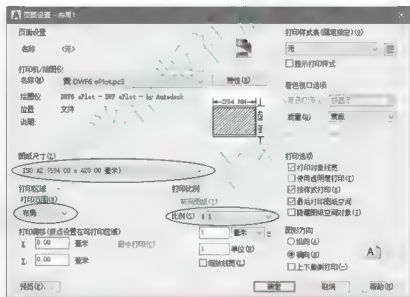 页面设置 - 布局1
页面设置
名称 <无>
打印机/绘图仪
名称(M) DWF6 ePlot.pc3 特性(R)
绘图仪 DWF6 ePlot - DWF ePlot - by Autodesk
位置 文件
说明:
594 MM
420 MM
图纸尺寸(Z)
ISO A2 (594.00 x 420.00 毫米)
打印区域
打印范围(W)
布局
打印比例
布满图纸(I)
比例(S) 1:1
1 毫米 =
1 单位(N)
缩放线宽(L)
打印偏移(原点设置在可打印区域)
X 0.00 毫米 居中打印(C)
Y 0.00 毫米
打印样式表(画笔指定)(G)
无
显示打印样式
着色视口选项
质量(Q) 常规
打印选项
打印对象线宽
使用透明度打印(T)
按样式打印(E)
最后打印图纸空间
隐藏图纸空间对象(J)
图形方向
纵向(A)
横向(N)
上下颠倒打印(-)
A
预览(P)...
确定 取消 帮助(H)